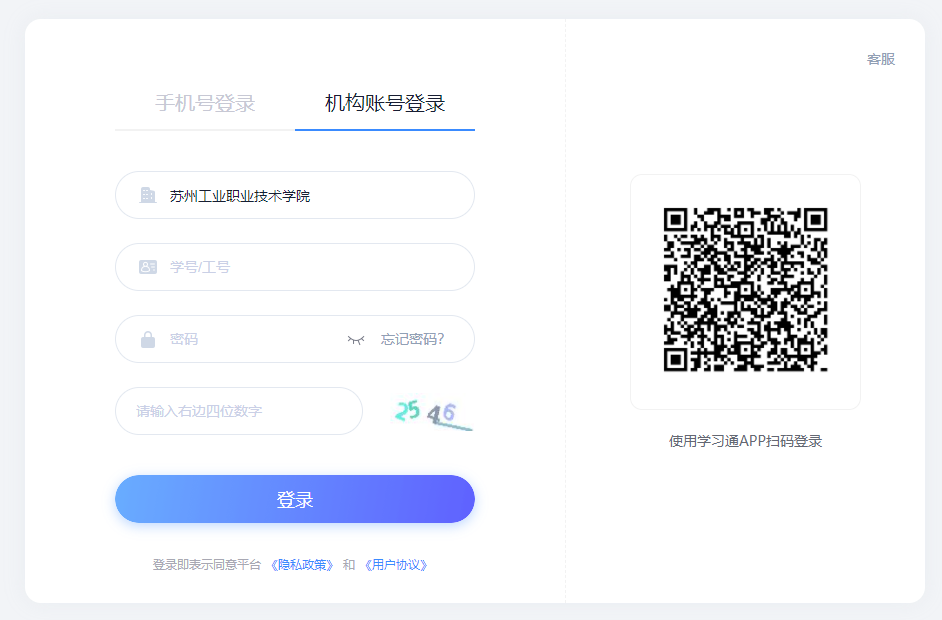 客服
手机号登录
机构账号登录
苏州工业职业技术学院
学号/工号
密码
忘记密码?
请输入右边四位数字
2546
登录
登录即表示同意平台 《隐私政策》 和 《用户协议》
使用学习通APP扫码登录